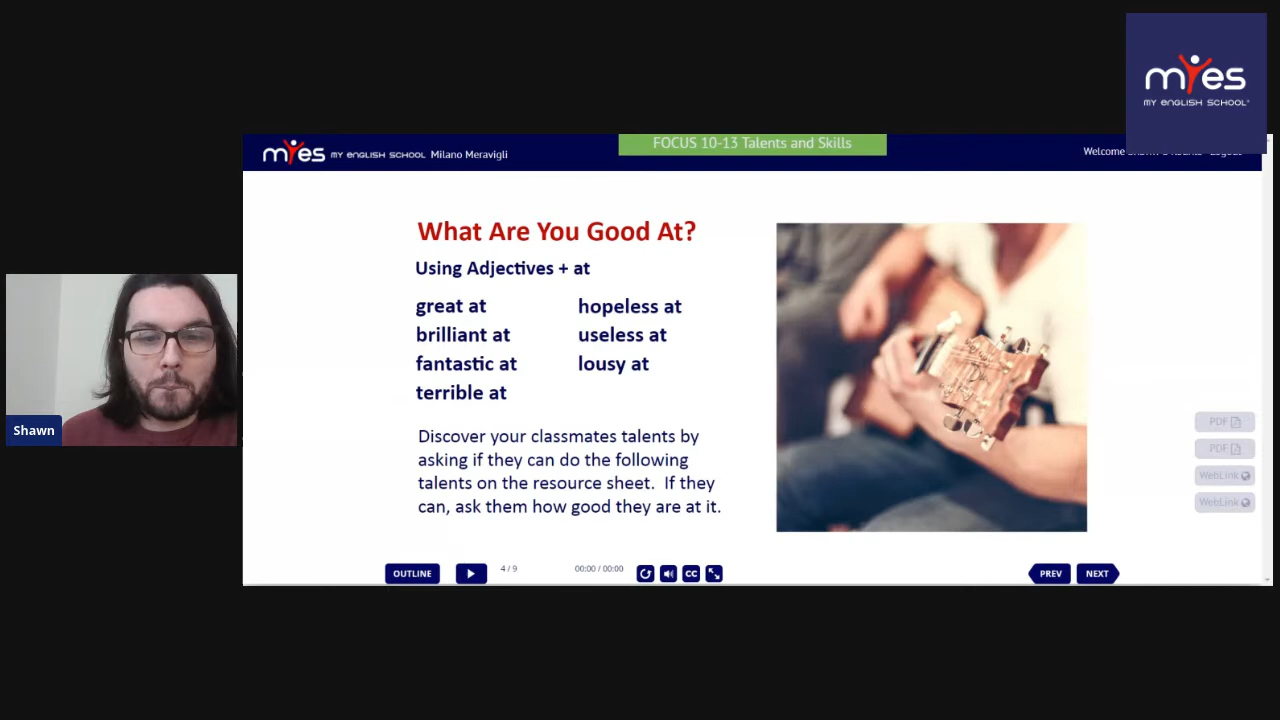 myes
MY ENGLISH SCHOOL®
myes MY ENGLISH SCHOOL Milano Meravigli
FOCUS 10-13 Talents and Skills
Welcome
What Are You Good At?
Using Adjectives + at
great at
brilliant at
fantastic at
terrible at
hopeless at
useless at
lousy at
Discover your classmates talents by
asking if they can do the following
talents on the resource sheet. If they
can, ask them how good they are at it.
PDF
PDF
WebLink
WebLink
Shawn
OUTLINE
4 / 9
00:00 / 00:00
CC
PREV
NEXT